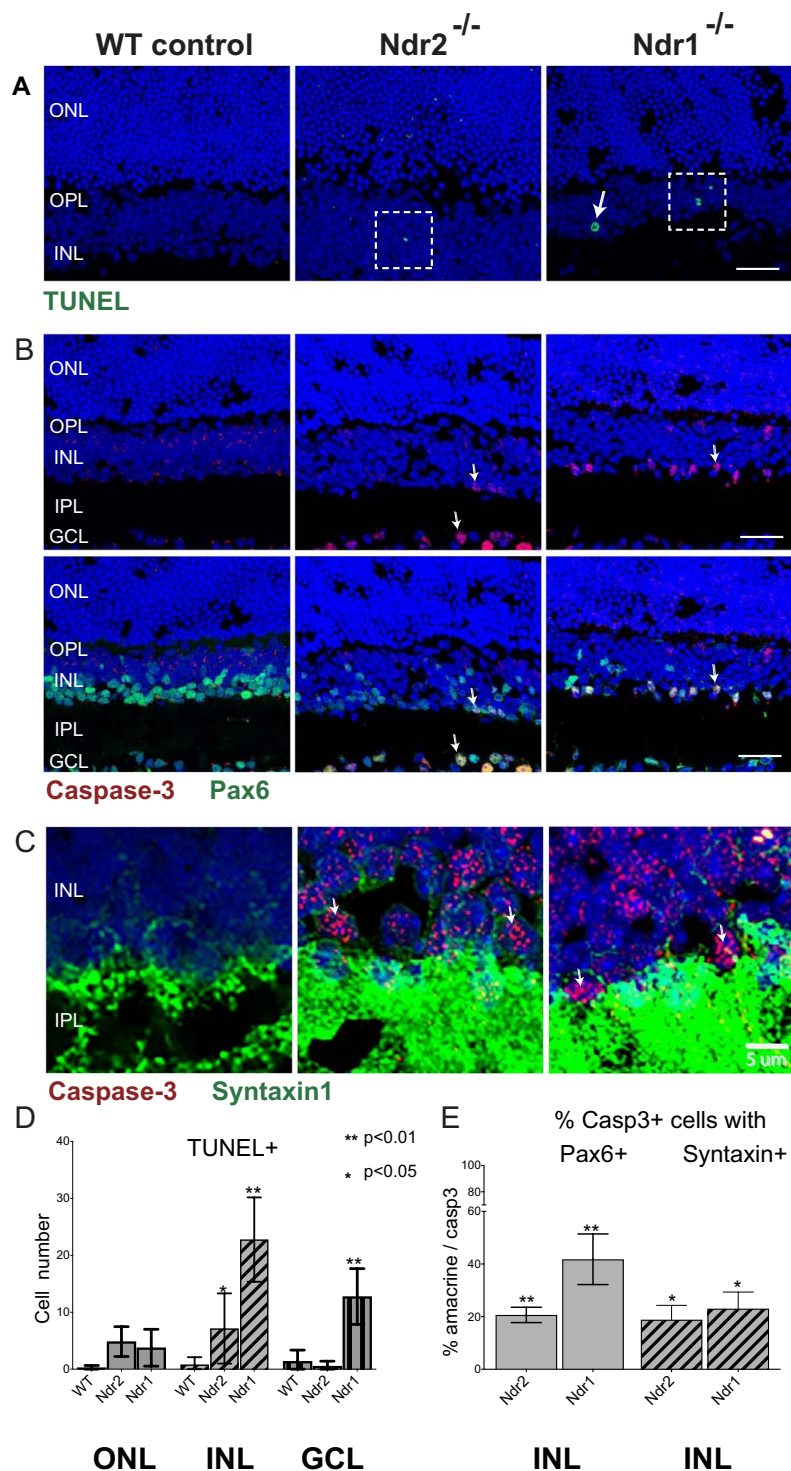 WT control
Ndr2-/-
Ndr1-/-
A
ONL
OPL
INL
TUNEL
B
ONL
OPL
INL
IPL
GCL
ONL
OPL
INL
IPL
GCL
Caspase-3 Pax6
C
INL
IPL
5 um
Caspase-3 Syntaxin1
D
TUNEL+
** p<0.01
* p<0.05
Cell number
40
30
20
10
0
*
**
**
WT Ndr2 Ndr1 WT Ndr2 Ndr1 WT Ndr2 Ndr1
ONL INL GCL
E
% Casp3+ cells with
Pax6+ Syntaxin+
% amacrine / casp3
100
80
60
40
20
0
**
**
*
*
Ndr2 Ndr1 Ndr2 Ndr1
INL INL